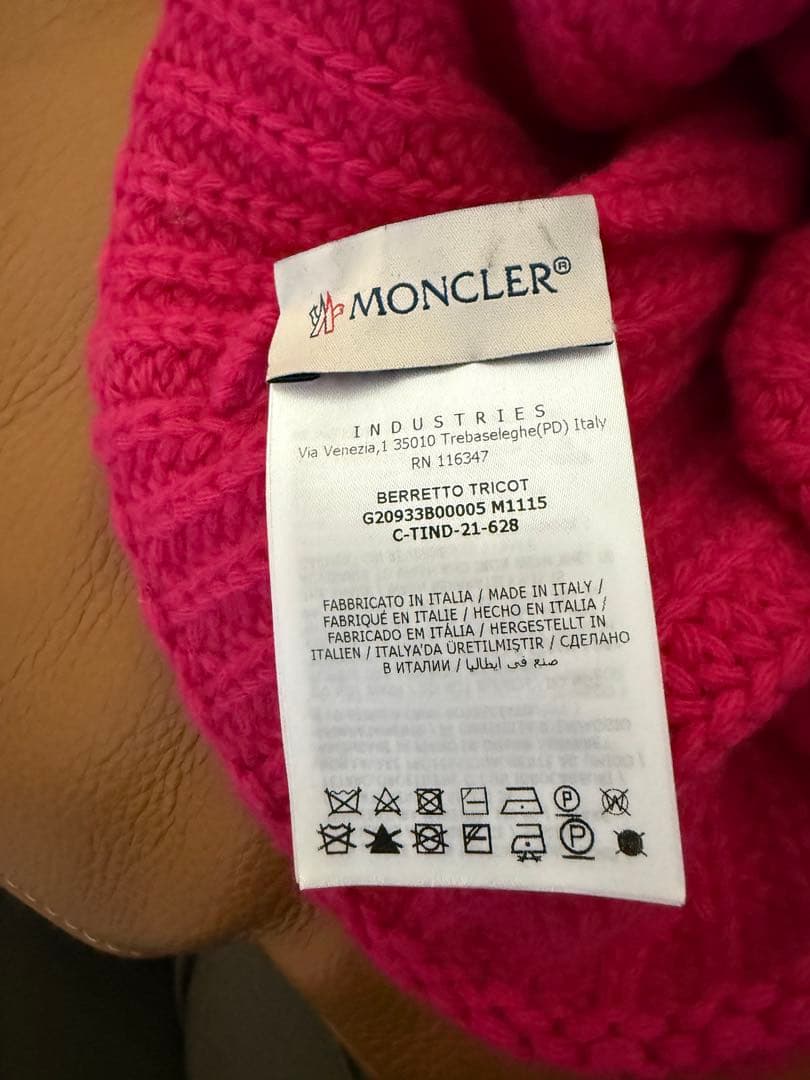 MONCLER®
INDUSTRIES
Via Venezia,1 35010 Trebaseleghe(PD) Italy
RN 116347
BERRETTO TRICOT
G20933B00005 M1115
C-TIND-21-628
FABBRICATO IN ITALIA / MADE IN ITALY /
FABRIQUÉ EN ITALIE / HECHO EN ITALIA /
FABRICADO EM ITÁLIA / HERGESTELLT IN
ITALIEN / ITALYA'DA ÜRETILMIŞTIR / СДЕЛАНО
В ИТАЛИИ / صنع في ايطاليا
P W
P